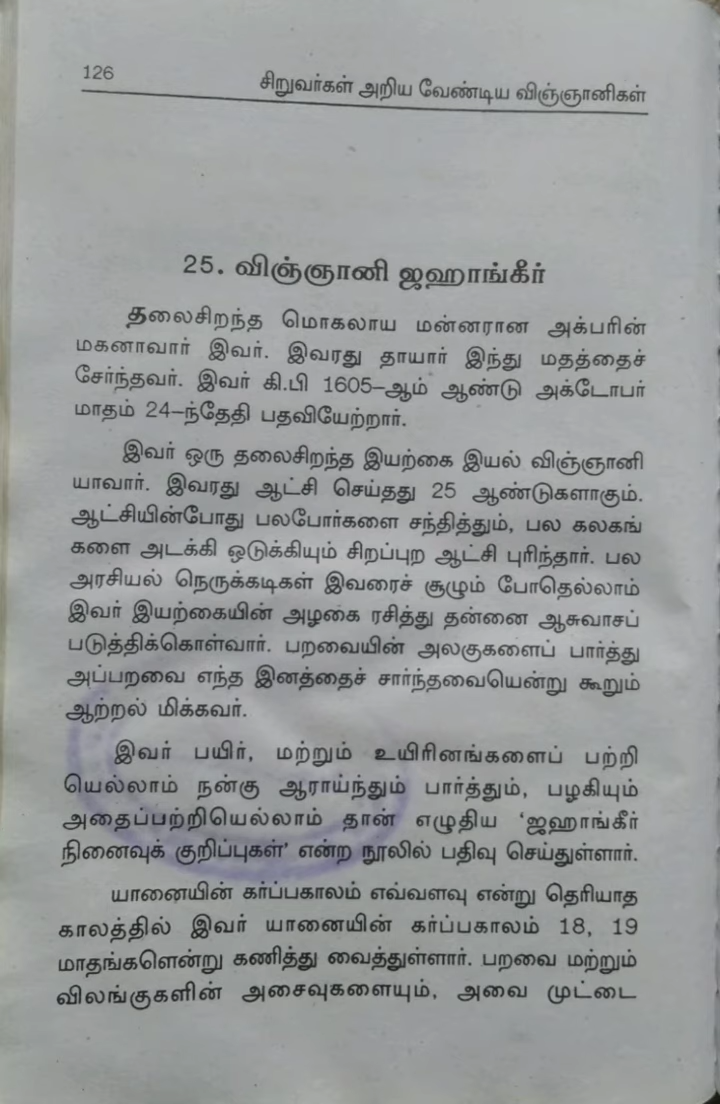 126
சிறுவர்கள் அறிய வேண்டிய விஞ்ஞானிகள்
25. விஞ்ஞானி ஜஹாங்கீர்
தலைசிறந்த மொகலாய மன்னரான அக்பரின்
மகனாவார் இவர். இவரது தாயார் இந்து மதத்தைச்
சேர்ந்தவர். இவர் கி.பி 1605–ஆம் ஆண்டு அக்டோபர்
மாதம் 24–ந்தேதி பதவியேற்றார்.
இவர் ஒரு தலைசிறந்த இயற்கை இயல் விஞ்ஞானி
யாவார். இவரது ஆட்சி செய்தது 25 ஆண்டுகளாகும்.
ஆட்சியின்போது பலபோர்களை சந்தித்தும், பல கலகங்
களை அடக்கி ஒடுக்கியும் சிறப்புற ஆட்சி புரிந்தார். பல
அரசியல் நெருக்கடிகள் இவரைச் சூழும் போதெல்லாம்
இவர் இயற்கையின் அழகை ரசித்து தன்னை ஆசுவாசப்
படுத்திக்கொள்வார். பறவையின் அலகுகளைப் பார்த்து
அப்பறவை எந்த இனத்தைச் சார்ந்தவையென்று கூறும்
ஆற்றல் மிக்கவர்.
இவர் பயிர், மற்றும் உயிரினங்களைப் பற்றி
யெல்லாம் நன்கு ஆராய்ந்தும் பார்த்தும், பழகியும்
அதைப்பற்றியெல்லாம் தான் எழுதிய ‘ஜஹாங்கீர்
நினைவுக் குறிப்புகள்’ என்ற நூலில் பதிவு செய்துள்ளார்.
யானையின் கர்ப்பகாலம் எவ்வளவு என்று தெரியாத
காலத்தில் இவர் யானையின் கர்ப்பகாலம் 18, 19
மாதங்களென்று கணித்து வைத்துள்ளார். பறவை மற்றும்
விலங்குகளின் அசைவுகளையும், அவை முட்டை